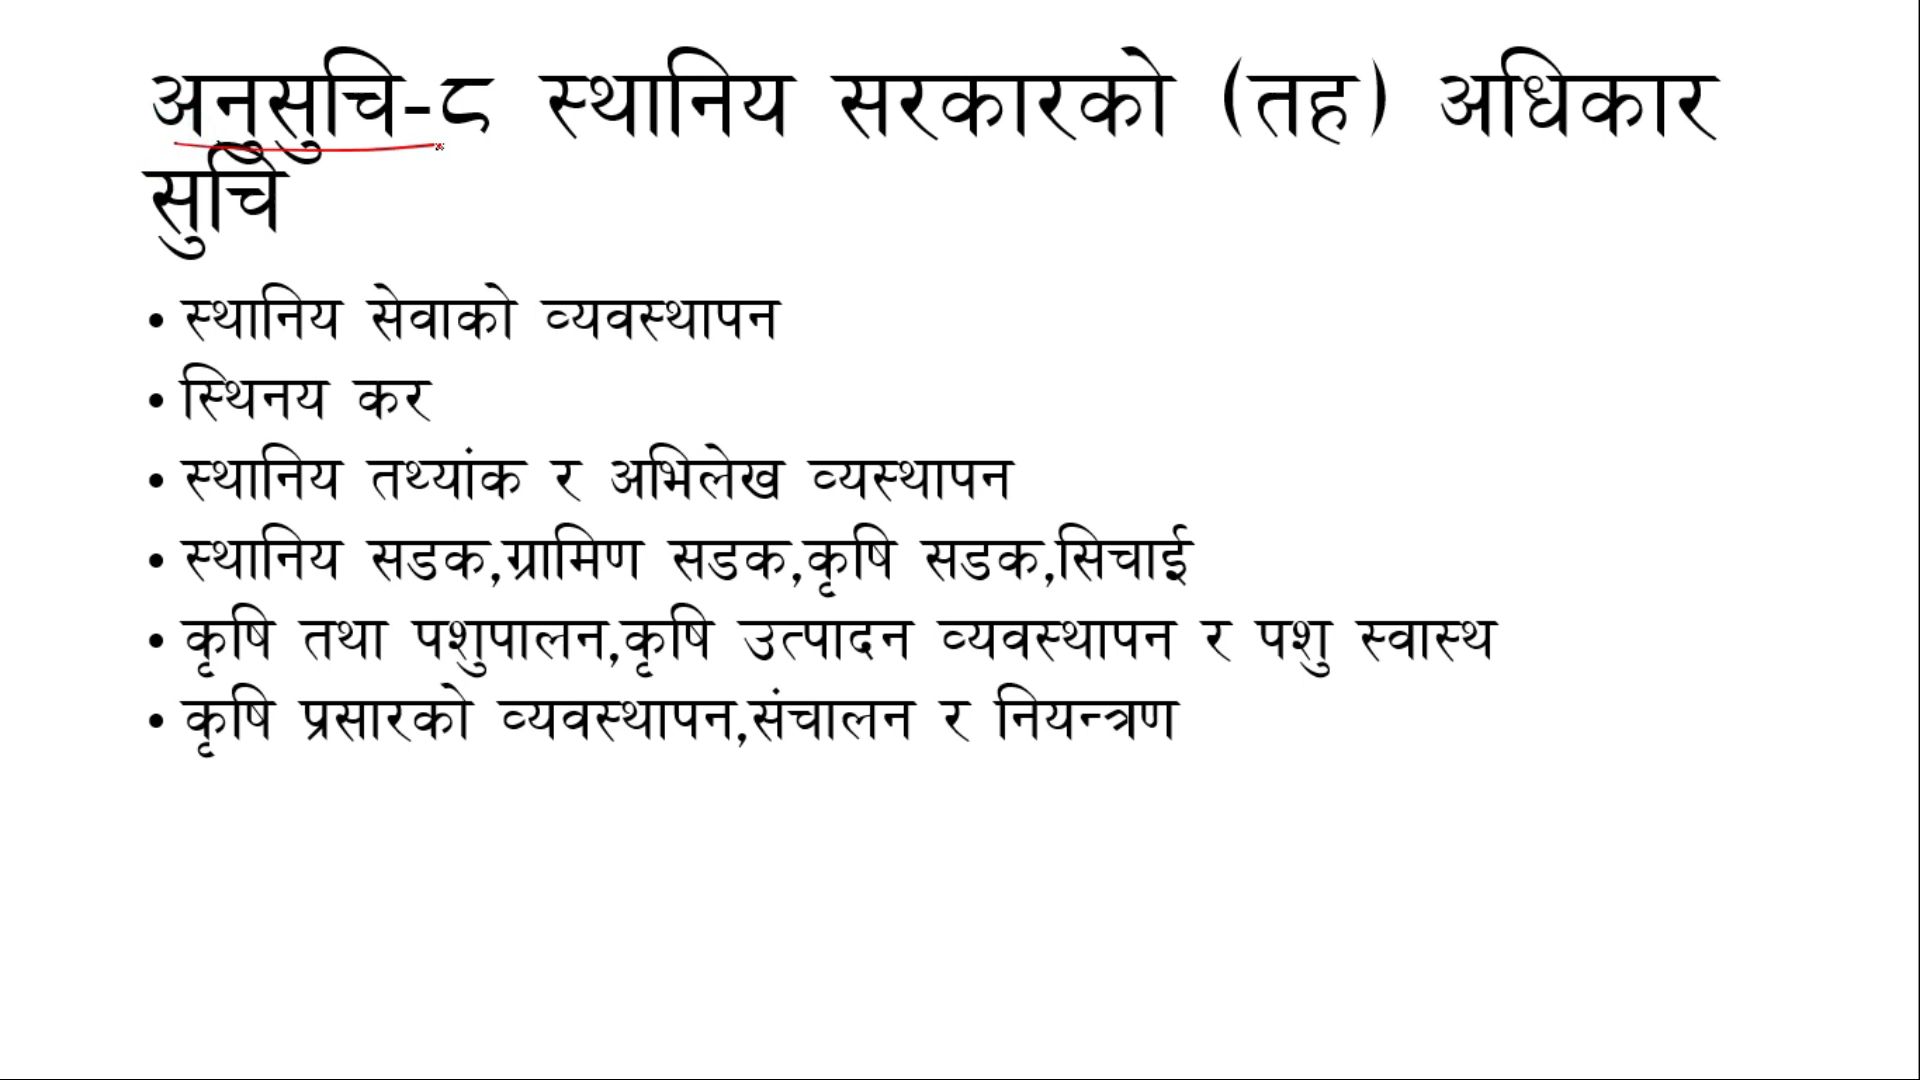 अनुसुचि-८ स्थानिय सरकारको (तह) अधिकार
सुचि
• स्थानिय सेवाको व्यवस्थापन
• स्थिनय कर
• स्थानिय तथ्यांक र अभिलेख व्यस्थापन
• स्थानिय सडक,ग्रामिण सडक,कृषि सडक,सिचाई
• कृषि तथा पशुपालन,कृषि उत्पादन व्यवस्थापन र पशु स्वास्थ
• कृषि प्रसारको व्यवस्थापन,संचालन र नियन्त्रण